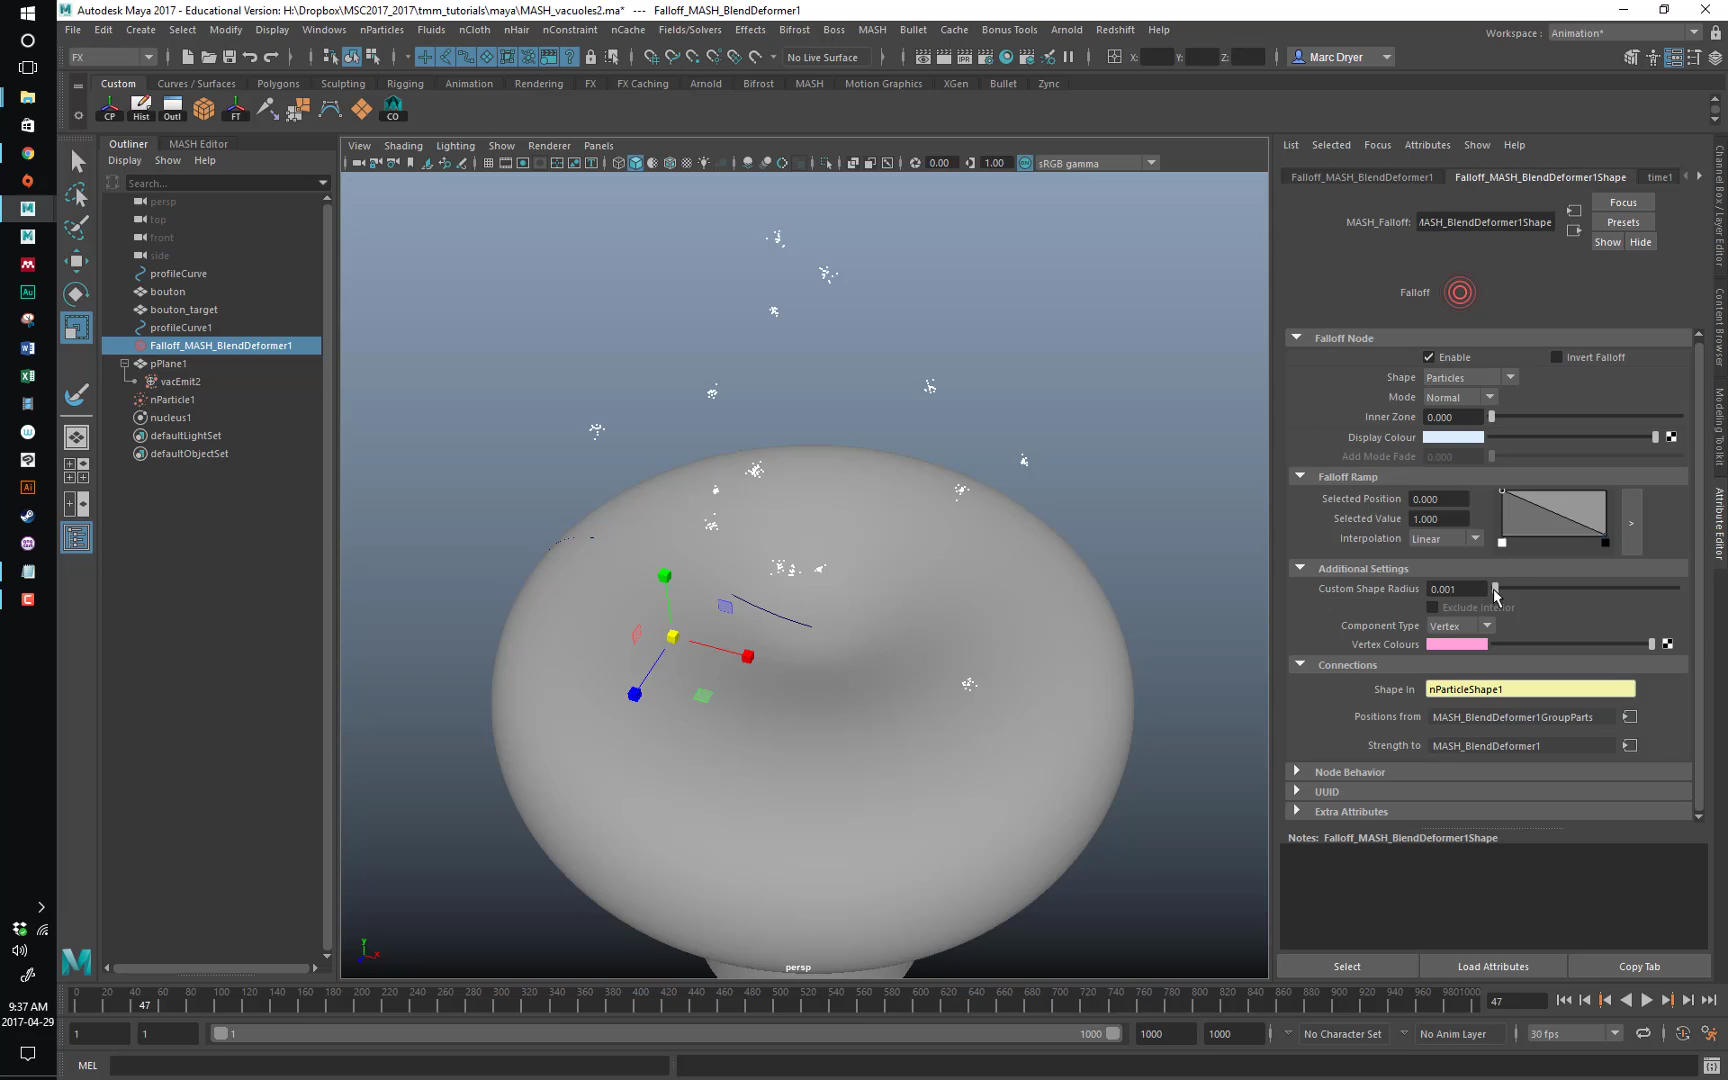 Autodesk Maya 2017 - Educational Version: H:\Dropbox\MSC2017_2017\tmm_tutorials\maya\MASH_vacuoles2.ma* --- Falloff_MASH_BlendDeformer1
File Edit Create Select Modify Display Windows nParticles Fluids nCloth nHair nConstraint nCache Fields/Solvers Effects Bifrost Boss MASH Bullet Cache Bonus Tools Arnold Redshift Help
Workspace : Animation*
FX
No Live Surface
X: Y: Z:
Marc Dryer
Custom Curves / Surfaces Polygons Sculpting Rigging Animation Rendering FX FX Caching Arnold Bifrost MASH Motion Graphics XGen Bullet Zync
CP Hist Outl FT CO
Outliner MASH Editor
Display Show Help
Search...
persp
top
front
side
profileCurve
bouton
bouton_target
profileCurve1
Falloff_MASH_BlendDeformer1
pPlane1
vacEmit2
nParticle1
nucleus1
defaultLightSet
defaultObjectSet
View Shading Lighting Show Renderer Panels
0.00 1.00 sRGB gamma
persp
y
x
List Selected Focus Attributes Show Help
Falloff_MASH_BlendDeformer1 Falloff_MASH_BlendDeformer1Shape time1
Focus
MASH_Falloff: MASH_BlendDeformer1Shape
Presets
Show Hide
Falloff
Falloff Node
Enable Invert Falloff
Shape Particles
Mode Normal
Inner Zone 0.000
Display Colour
Add Mode Fade 0.000
Falloff Ramp
Selected Position 0.000
Selected Value 1.000
Interpolation Linear
>
Additional Settings
Custom Shape Radius 0.001
Exclude Interior
Component Type Vertex
Vertex Colours
Connections
Shape In nParticleShape1
Positions from MASH_BlendDeformer1GroupParts
Strength to MASH_BlendDeformer1
Node Behavior
UUID
Extra Attributes
Notes: Falloff_MASH_BlendDeformer1Shape
Select Load Attributes Copy Tab
Channel Box / Layer Editor
Content Browser
Modeling Toolkit
Attribute Editor
0 20 40 60 80 100 120 140 160 180 200 220 240 260 280 300 320 340 360 380 400 420 440 460 480 500 520 540 560 580 600 620 640 660 680 700 720 740 760 780 800 820 840 860 880 900 920 940 960 980 1000
47
47
1 1 1 1000 1000 1000 No Character Set No Anim Layer 30 fps
MEL
9:37 AM
2017-04-29